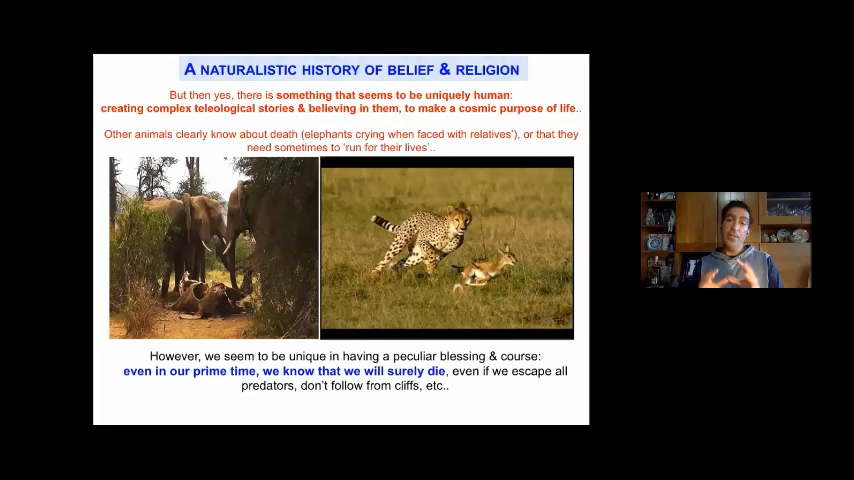 A NATURALISTIC HISTORY OF BELIEF & RELIGION
But then yes, there is something that seems to be uniquely human:
creating complex teleological stories & believing in them, to make a cosmic purpose of life..
Other animals clearly know about death (elephants crying when faced with relatives'), or that they
need sometimes to 'run for their lives'..
However, we seem to be unique in having a peculiar blessing & course:
even in our prime time, we know that we will surely die, even if we escape all
predators, don't follow from cliffs, etc..